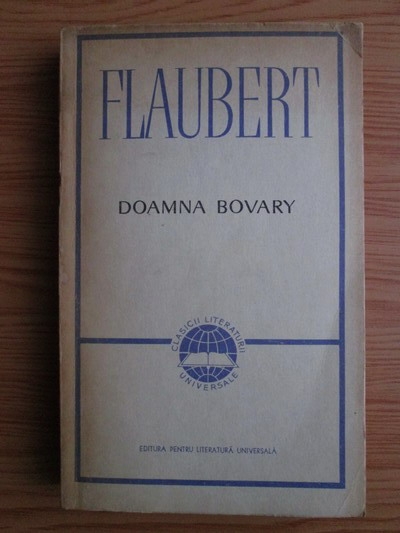 FLAUBERT
DOAMNA BOVARY
CLASICII LITERATURII
UNIVERSALE
EDITURA PENTRU LITERATURĂ UNIVERSALĂ